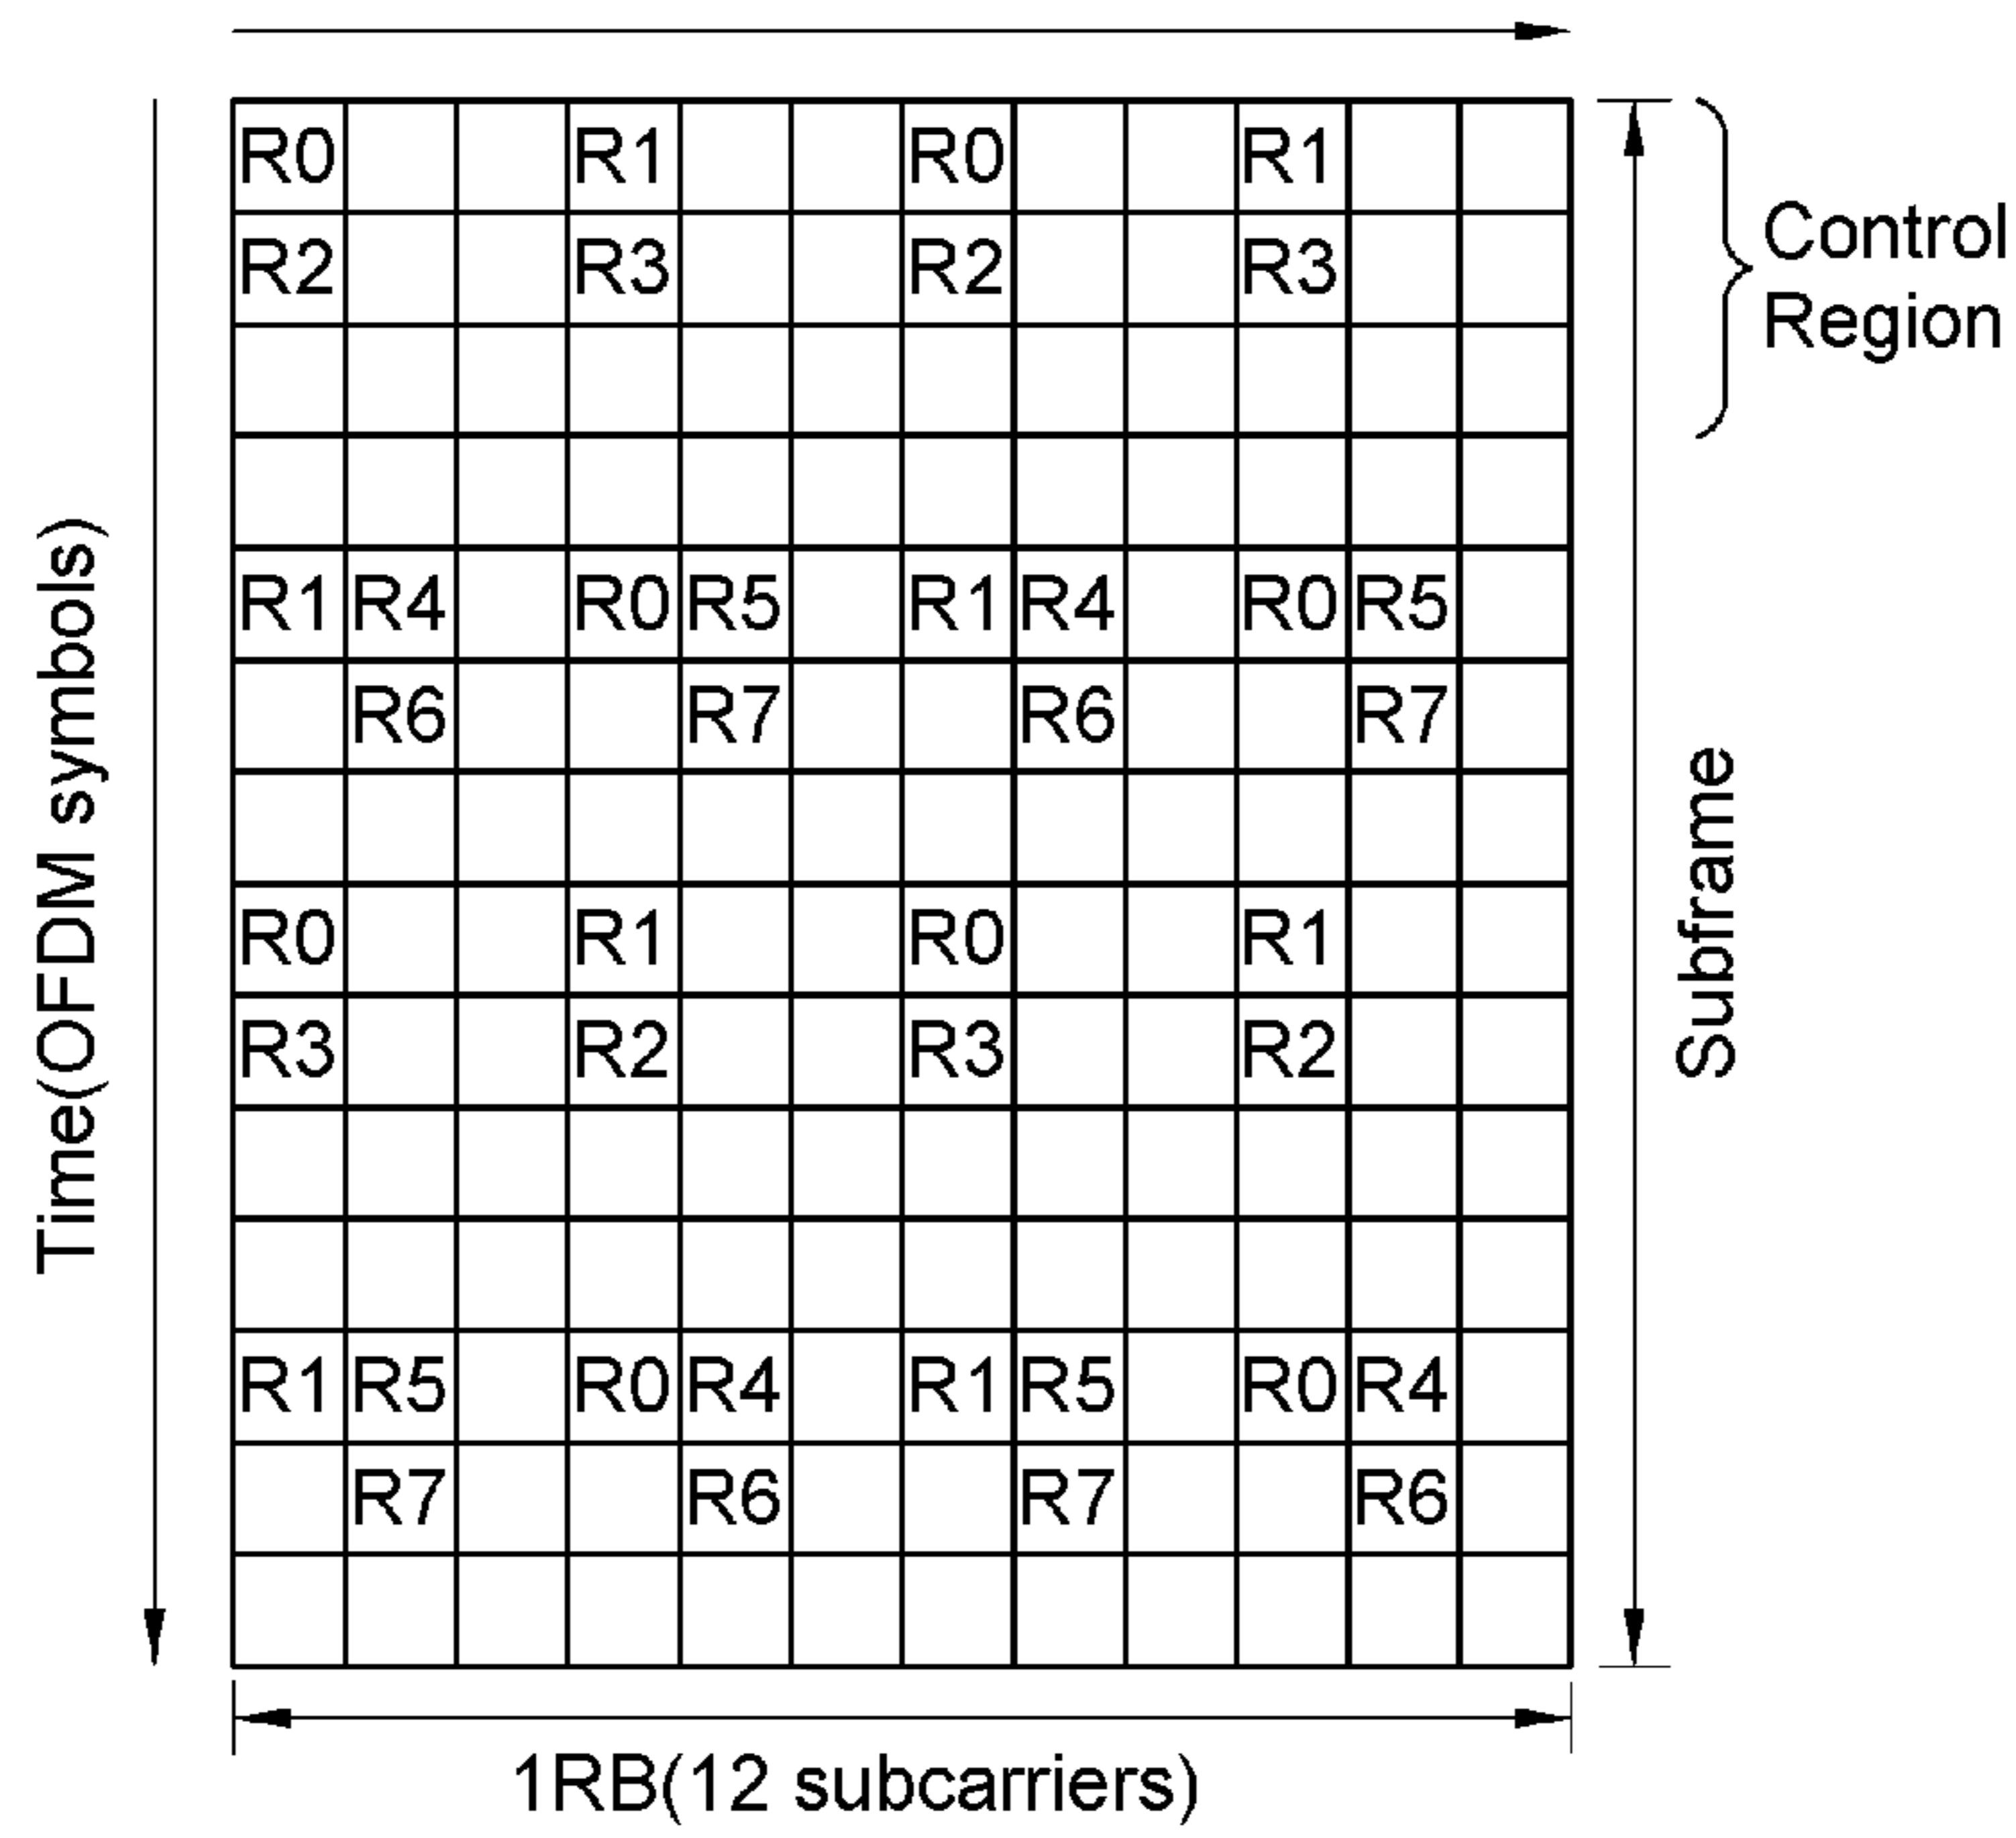 R0 R1 R0 R1
R2 R3 R2 R3
Control
Region
R1 R4 R0 R5 R1 R4 R0 R5
R6 R7 R6 R7
Time(OFDM symbols)
Subframe
R0 R1 R0 R1
R3 R2 R3 R2
R1 R5 R0 R4 R1 R5 R0 R4
R7 R6 R7 R6
1RB(12 subcarriers)